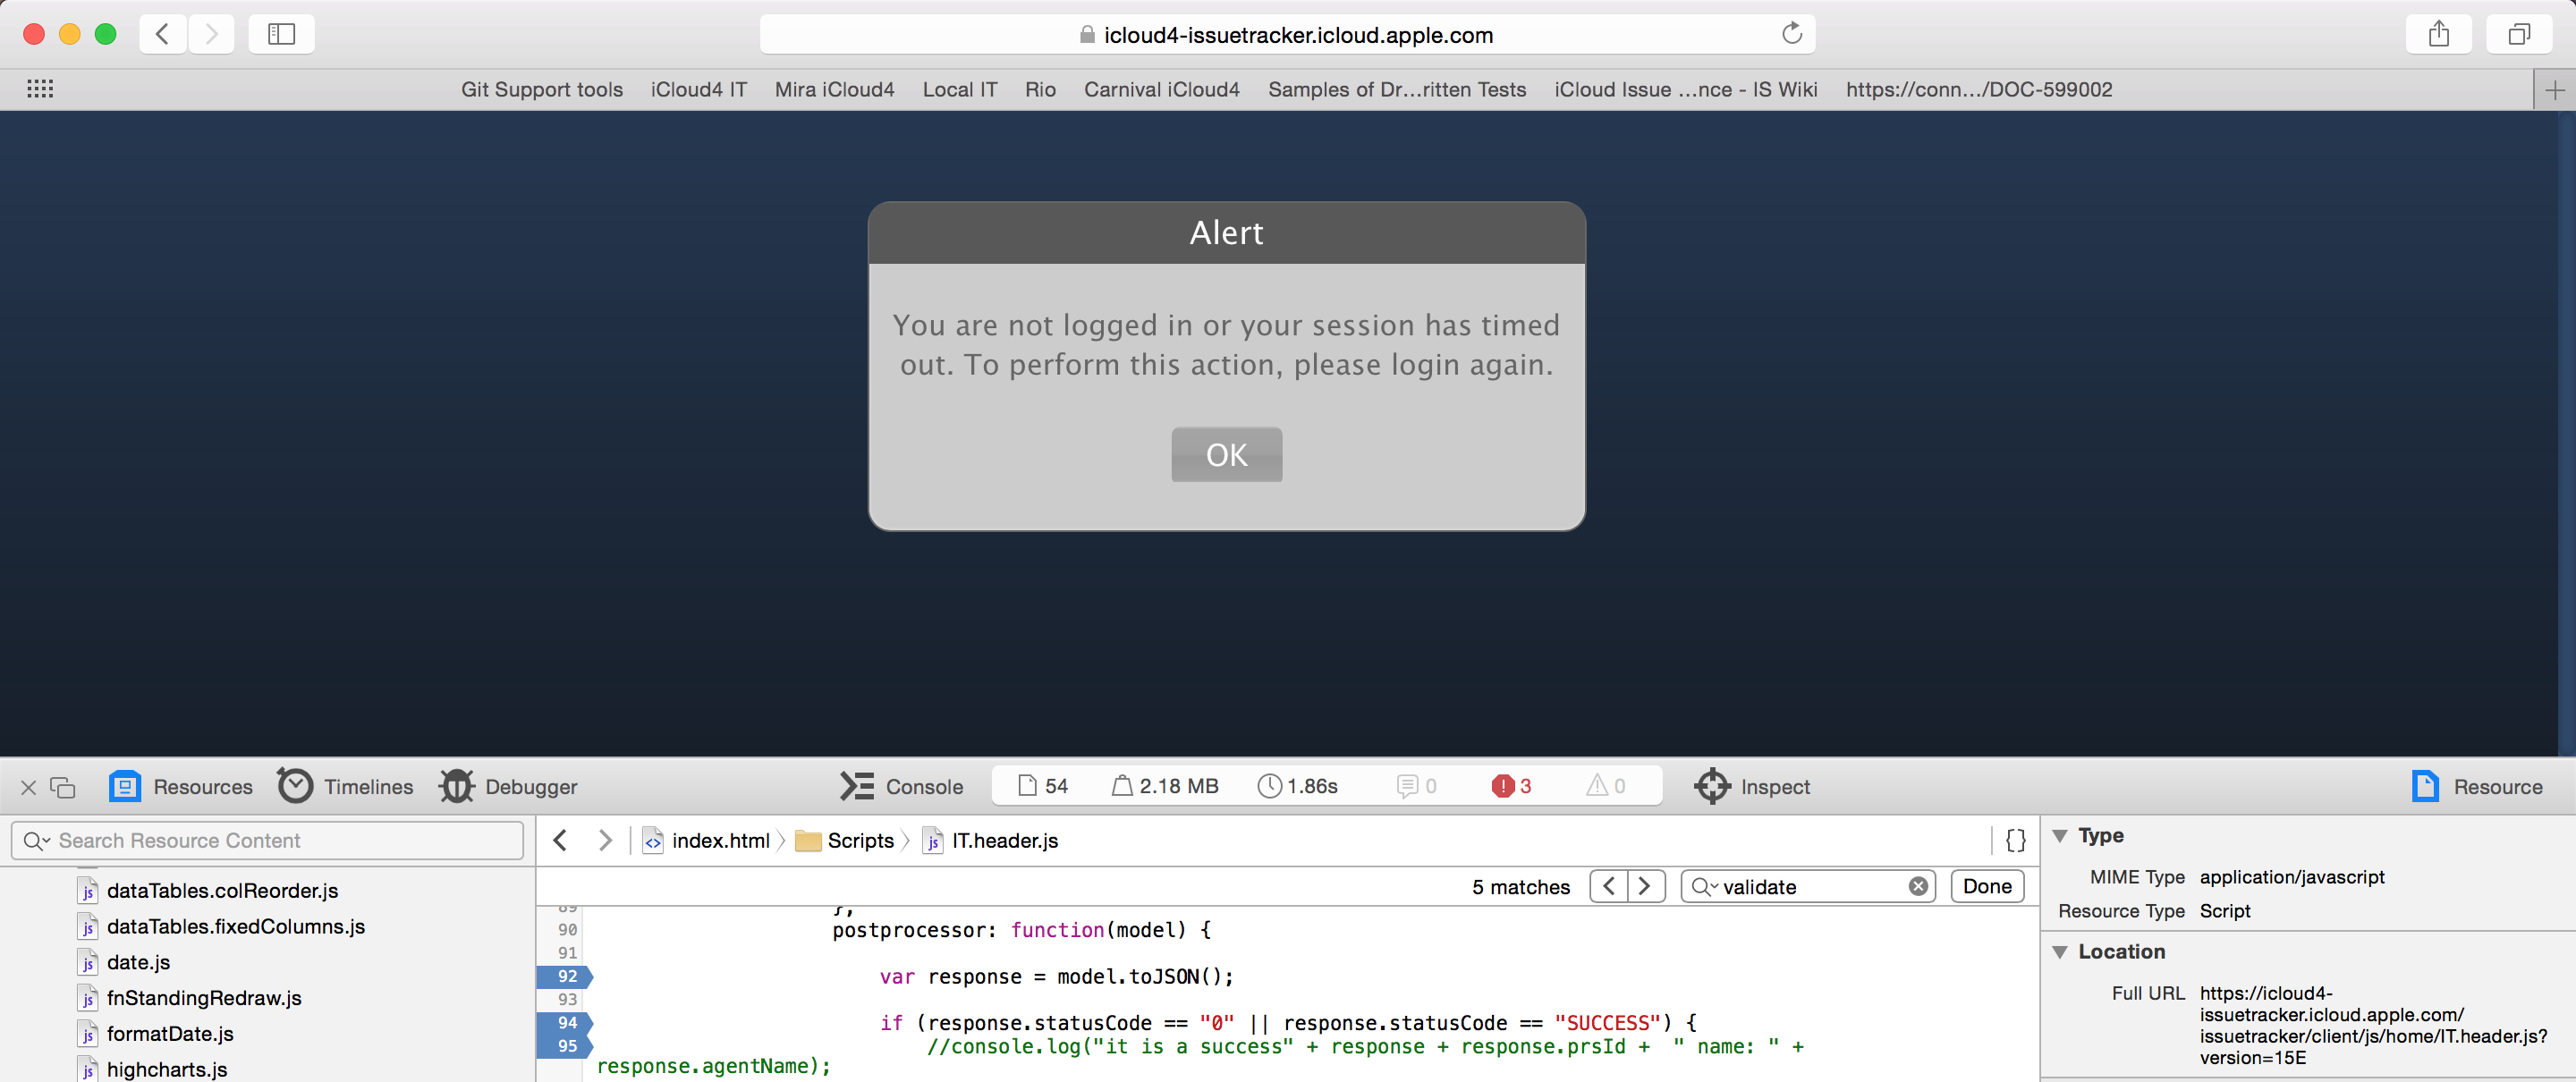 icloud4-issuetracker.icloud.apple.com
Git Support tools iCloud4 IT Mira iCloud4 Local IT Rio Carnival iCloud4 Samples of Dr...ritten Tests iCloud Issue ...nce - IS Wiki https://conn.../DOC-599002
Alert
You are not logged in or your session has timed
out. To perform this action, please login again.
OK
Resources Timelines Debugger Console 54 2.18 MB 1.86s 0 3 0 Inspect Resource
Search Resource Content
index.html Scripts IT.header.js {}
5 matches validate Done
dataTables.colReorder.js
dataTables.fixedColumns.js
date.js
fnStandingRedraw.js
formatDate.js
highcharts.js
89 },
90 postprocessor: function(model) {
91
92 var response = model.toJSON();
93
94 if (response.statusCode == "0" || response.statusCode == "SUCCESS") {
95 //console.log("it is a success" + response + response.prsId + " name: " +
response.agentName);
Type
MIME Type application/javascript
Resource Type Script
Location
Full URL https://icloud4-
issuetracker.icloud.apple.com/
issuetracker/client/js/home/IT.header.js?
version=15E